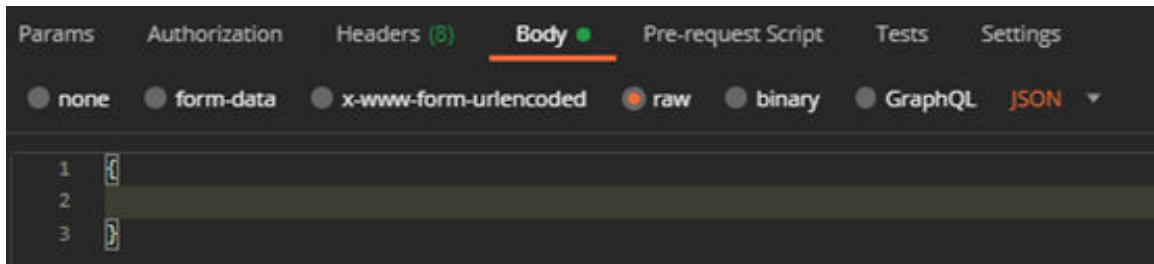 Params Authorization Headers (8) Body Pre-request Script Tests Settings
none form-data x-www-form-urlencoded raw binary GraphQL JSON
1 {
2
3 }